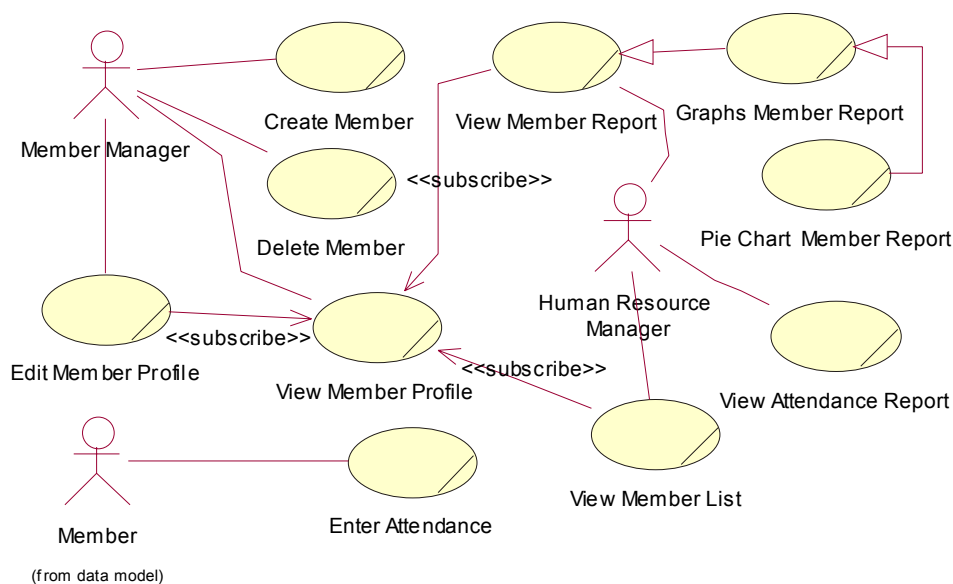 Member Manager
Create Member
View Member Report
Graphs Member Report
<<subscribe>>
Delete Member
Pie Chart Member Report
Human Resource
Manager
Edit Member Profile
<<subscribe>>
View Member Profile
<<subscribe>>
View Attendance Report
Member
(from data model)
Enter Attendance
View Member List